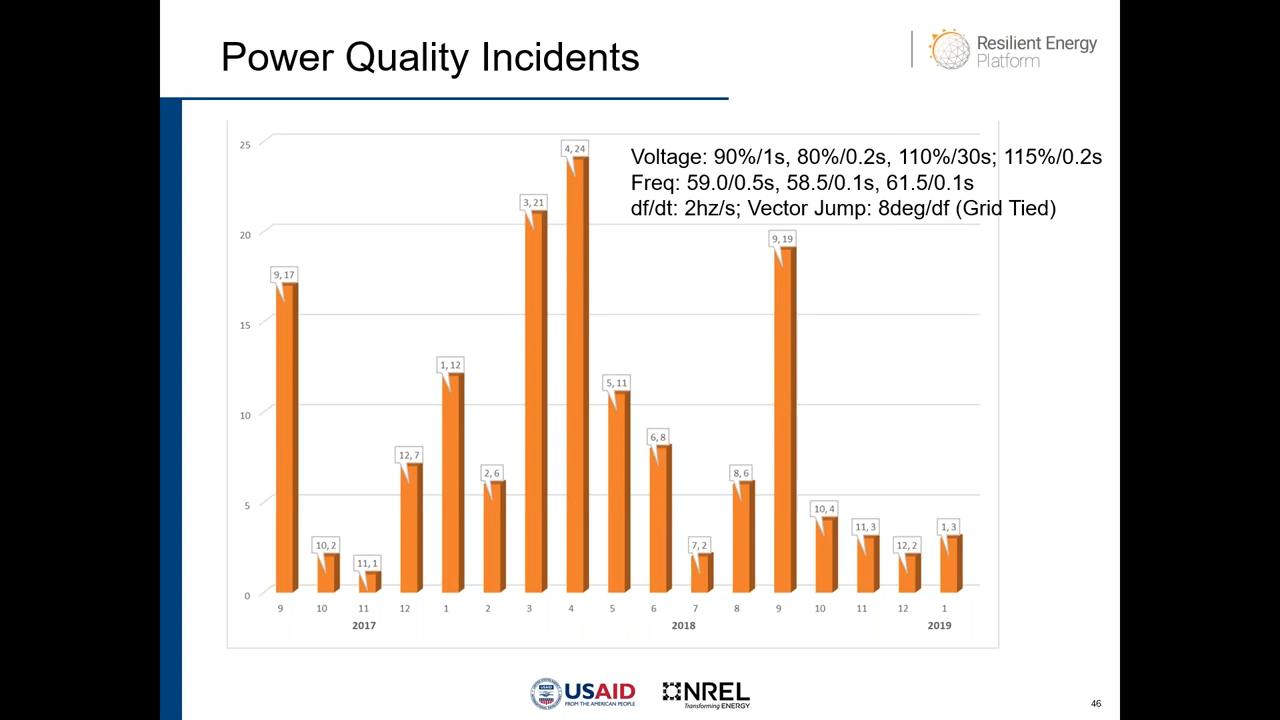 Power Quality Incidents
Resilient Energy
Platform
Voltage: 90%/1s, 80%/0.2s, 110%/30s; 115%/0.2s
Freq: 59.0/0.5s, 58.5/0.1s, 61.5/0.1s
df/dt: 2hz/s; Vector Jump: 8deg/df (Grid Tied)
25
20
15
10
5
0
9, 17
10, 2
11, 1
12, 7
1, 12
2, 6
3, 21
4, 24
5, 11
6, 8
7, 2
8, 6
9, 19
10, 4
11, 3
12, 2
1, 3
9 10 11 12 1 2 3 4 5 6 7 8 9 10 11 12 1
2017 2018 2019
USAID
FROM THE AMERICAN PEOPLE
NREL
Transforming ENERGY
46